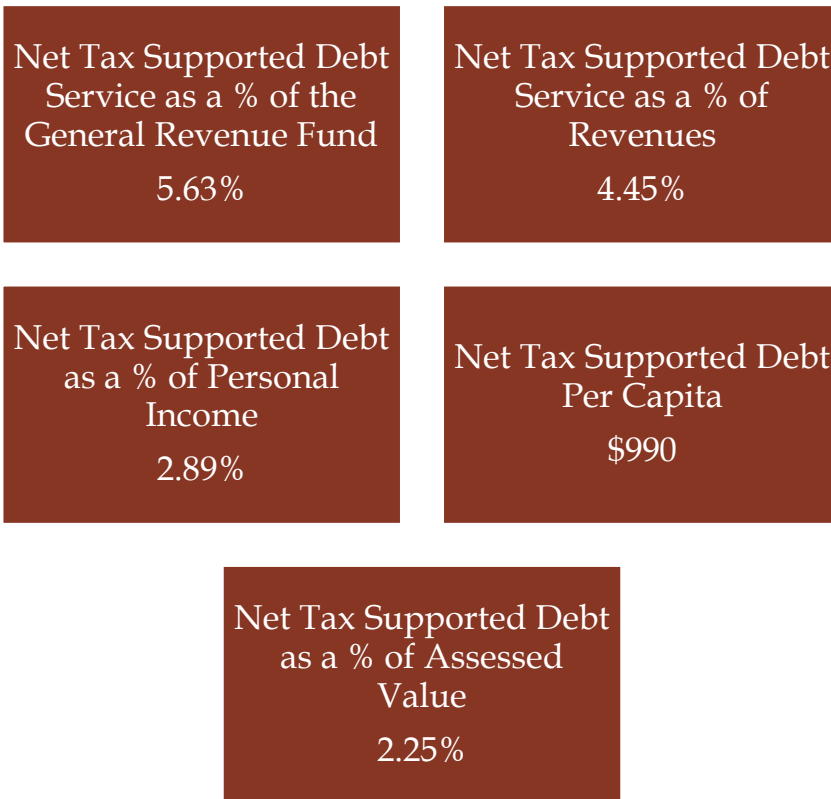 Net Tax Supported Debt
Service as a % of the
General Revenue Fund
5.63%
Net Tax Supported Debt
Service as a % of
Revenues
4.45%
Net Tax Supported Debt
as a % of Personal
Income
2.89%
Net Tax Supported Debt
Per Capita
$990
Net Tax Supported Debt
as a % of Assessed
Value
2.25%